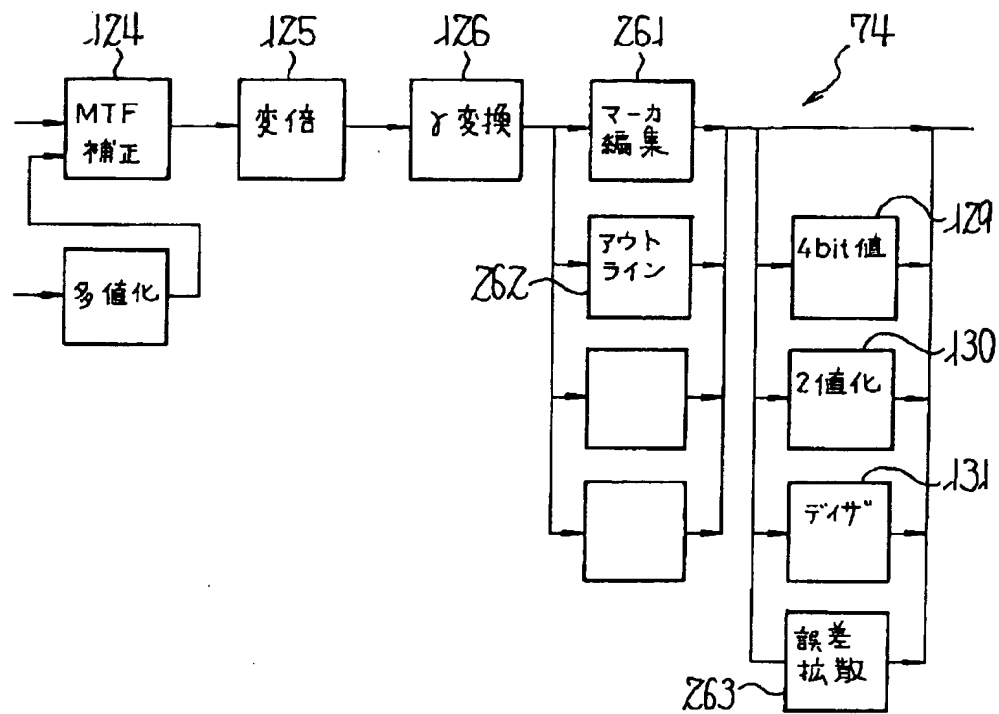 124
125
126
261
74
MTF
補正
変倍
γ変換
マーカ
編集
129
アウト
ライン
4bit値
262
多値化
130
2値化
131
ディザ
誤差
拡散
263